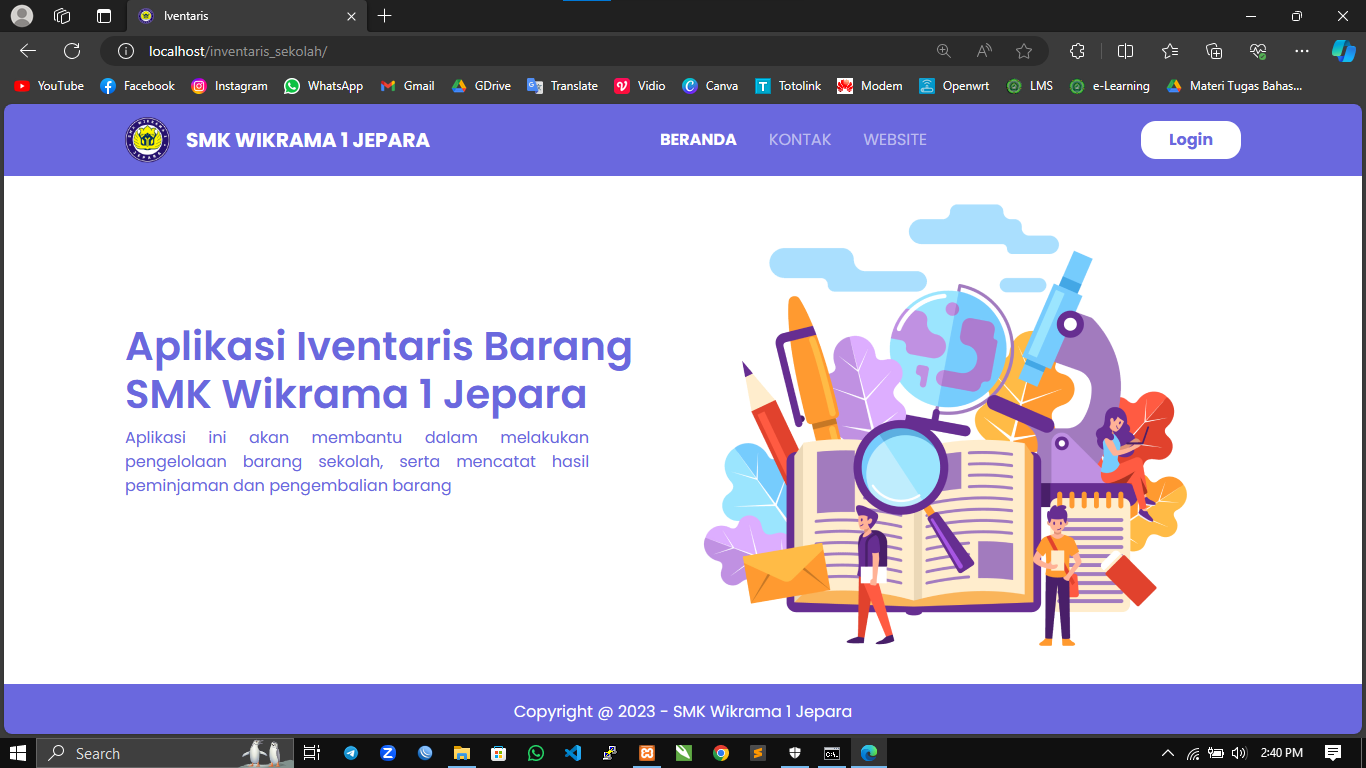 Iventaris
localhost/inventaris_sekolah/
YouTube Facebook Instagram WhatsApp Gmail GDrive Translate Vidio Canva Totolink Modem Openwrt LMS e-Learning Materi Tugas Bahas...
SMK WIKRAMA 1 JEPARA BERANDA KONTAK WEBSITE Login
Aplikasi Iventaris Barang
SMK Wikrama 1 Jepara
Aplikasi ini akan membantu dalam melakukan
pengelolaan barang sekolah, serta mencatat hasil
peminjaman dan pengembalian barang
Copyright @ 2023 - SMK Wikrama 1 Jepara
Search 2:40 PM